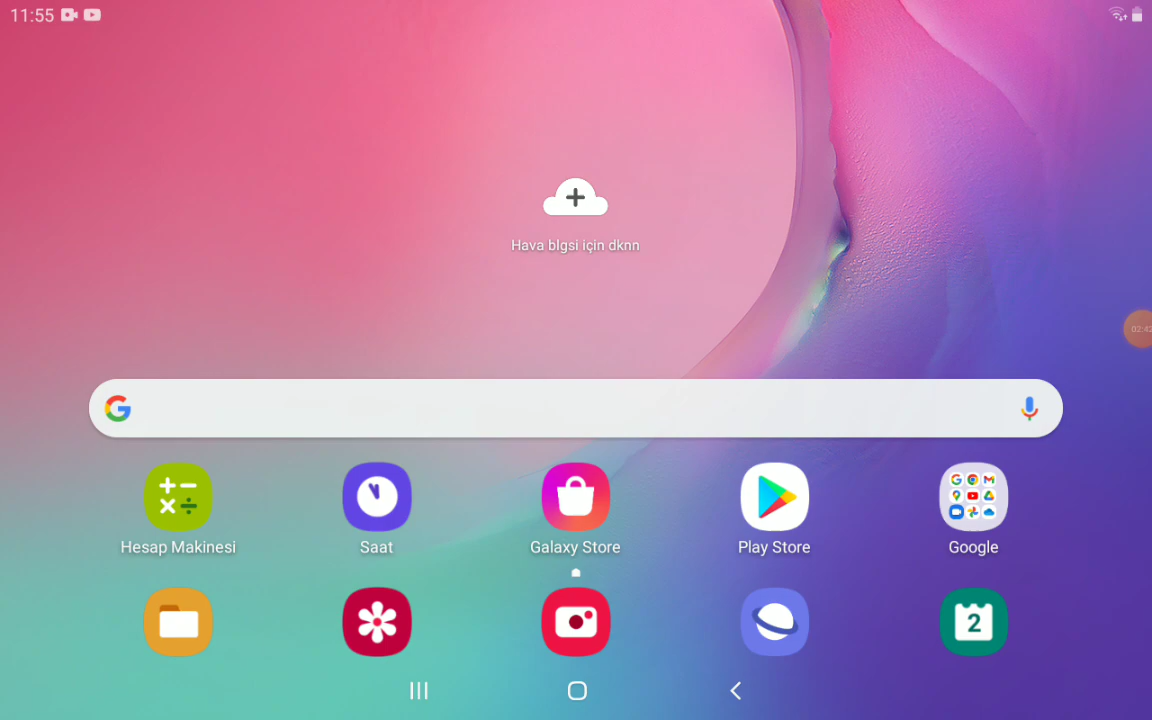 11:55
Hava blgsi için dknn
Hesap Makinesi
Saat
Galaxy Store
Play Store
Google
2